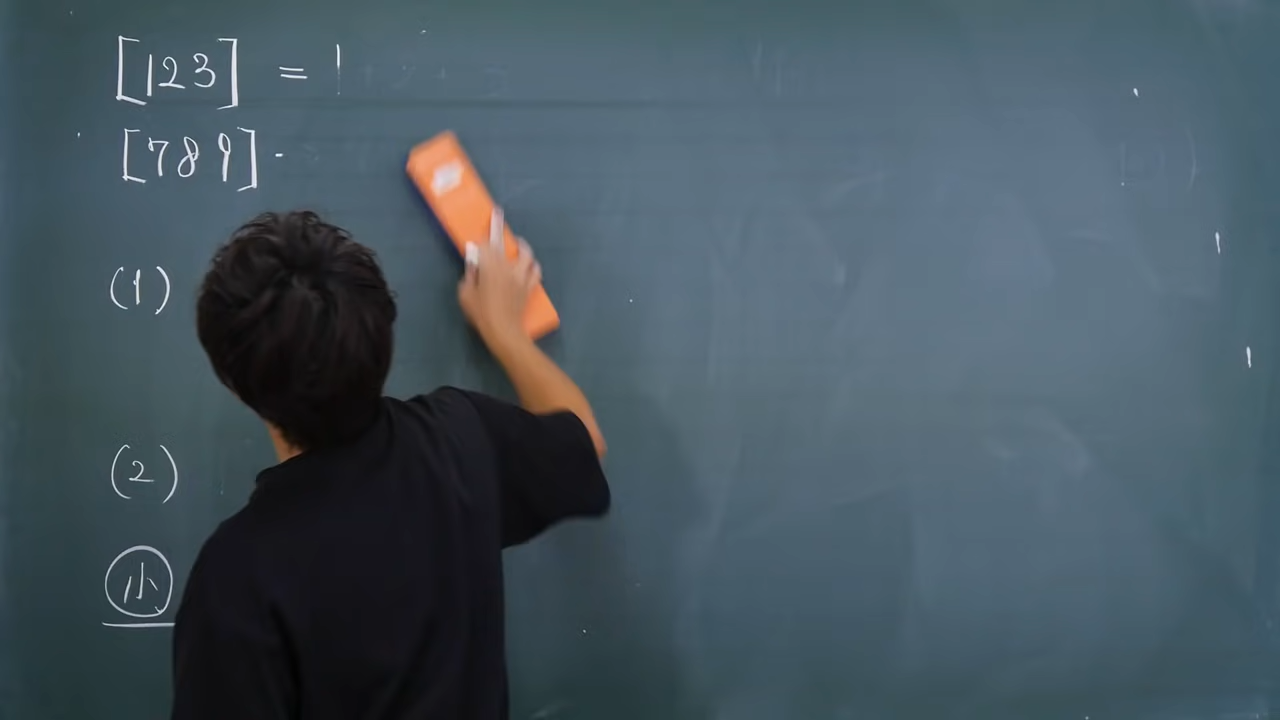 [123] = 1
[789]
(1)
(2)
小